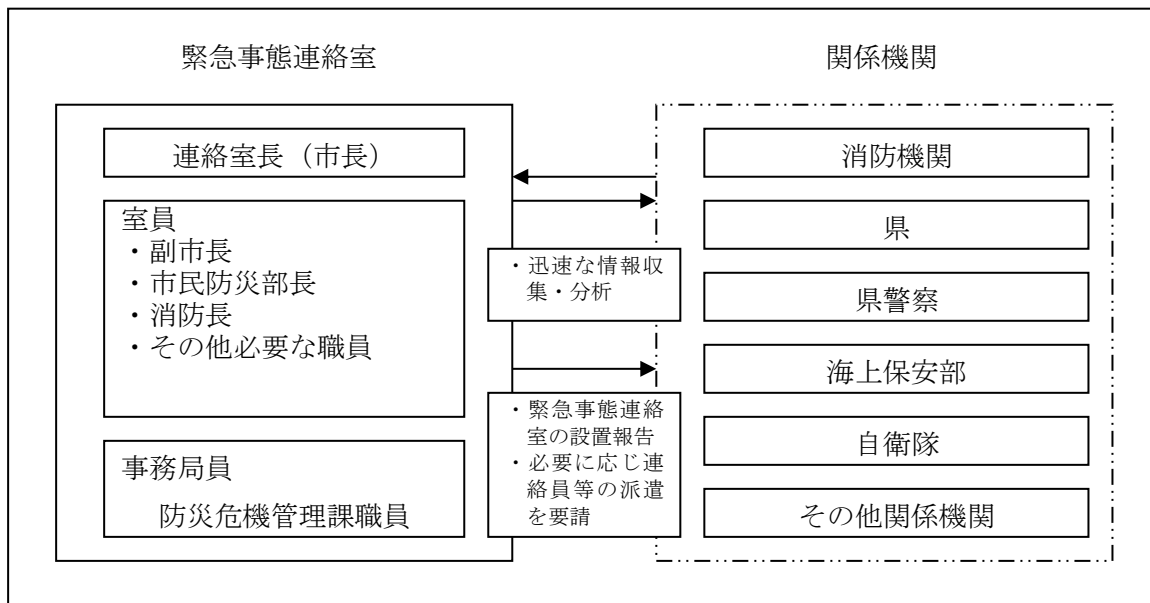 緊急事態連絡室
連絡室長（市長）
室員
・副市長
・市民防災部長
・消防長
・その他必要な職員
事務局員
防災危機管理課職員
・迅速な情報収
集・分析
・緊急事態連絡
室の設置報告
・必要に応じ連
絡員等の派遣
を要請
関係機関
消防機関
県
県警察
海上保安部
自衛隊
その他関係機関